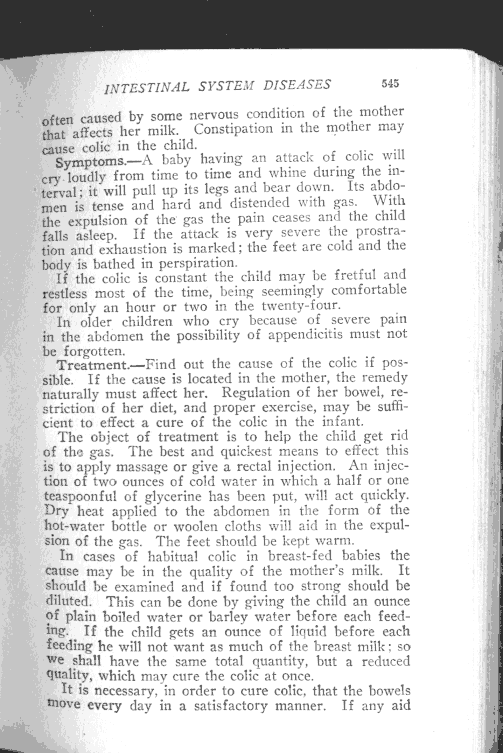 INTESTINAL SYSTEM DISEASES 545
often caused by some nervous condition of the mother
that affects her milk. Constipation in the mother may
cause colic in the child.
Symptoms.—A baby having an attack of colic will
cry loudly from time to time and whine during the in-
terval; it will pull up its legs and bear down. Its abdo-
men is tense and hard and distended with gas. With
the expulsion of the gas the pain ceases and the child
falls asleep. If the attack is very severe the prostra-
tion and exhaustion is marked; the feet are cold and the
body is bathed in perspiration.
If the colic is constant the child may be fretful and
restless most of the time, being seemingly comfortable
for only an hour or two in the twenty-four.
In older children who cry because of severe pain
in the abdomen the possibility of appendicitis must not
be forgotten.
Treatment.—Find out the cause of the colic if pos-
sible. If the cause is located in the mother, the remedy
naturally must affect her. Regulation of her bowel, re-
striction of her diet, and proper exercise, may be suffi-
cient to effect a cure of the colic in the infant.
The object of treatment is to help the child get rid
of the gas. The best and quickest means to effect this
is to apply massage or give a rectal injection. An injec-
tion of two ounces of cold water in which a half or one
teaspoonful of glycerine has been put, will act quickly.
Dry heat applied to the abdomen in the form of the
hot-water bottle or woolen cloths will aid in the expul-
sion of the gas. The feet should be kept warm.
In cases of habitual colic in breast-fed babies the
cause may be in the quality of the mother's milk. It
should be examined and if found too strong should be
diluted. This can be done by giving the child an ounce
of plain boiled water or barley water before each feed-
ing. If the child gets an ounce of liquid before each
feeding he will not want as much of the breast milk; so
we shall have the same total quantity, but a reduced
quality, which may cure the colic at once.
It is necessary, in order to cure colic, that the bowels
move every day in a satisfactory manner. If any aid